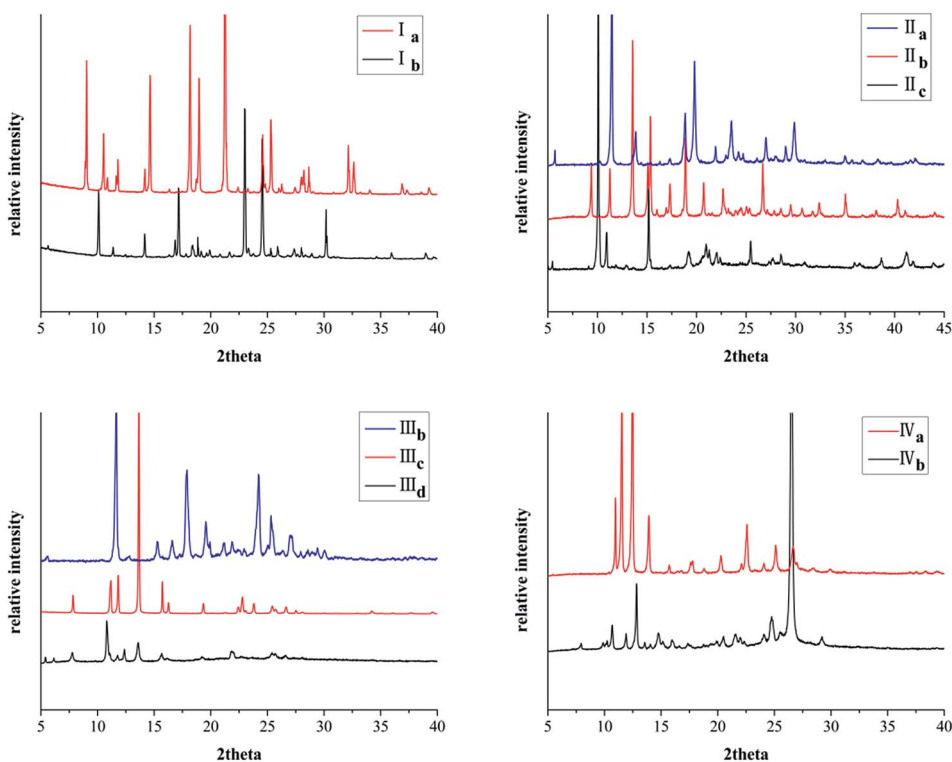 Ⅰ a
Ⅰ b
relative intensity
5 10 15 20 25 30 35 40
2theta
Ⅱ a
Ⅱ b
Ⅱ c
relative intensity
5 10 15 20 25 30 35 40 45
2theta
Ⅲ b
Ⅲ c
Ⅲ d
relative intensity
5 10 15 20 25 30 35 40
2theta
Ⅳ a
Ⅳ b
relative intensity
5 10 15 20 25 30 35 40
2theta